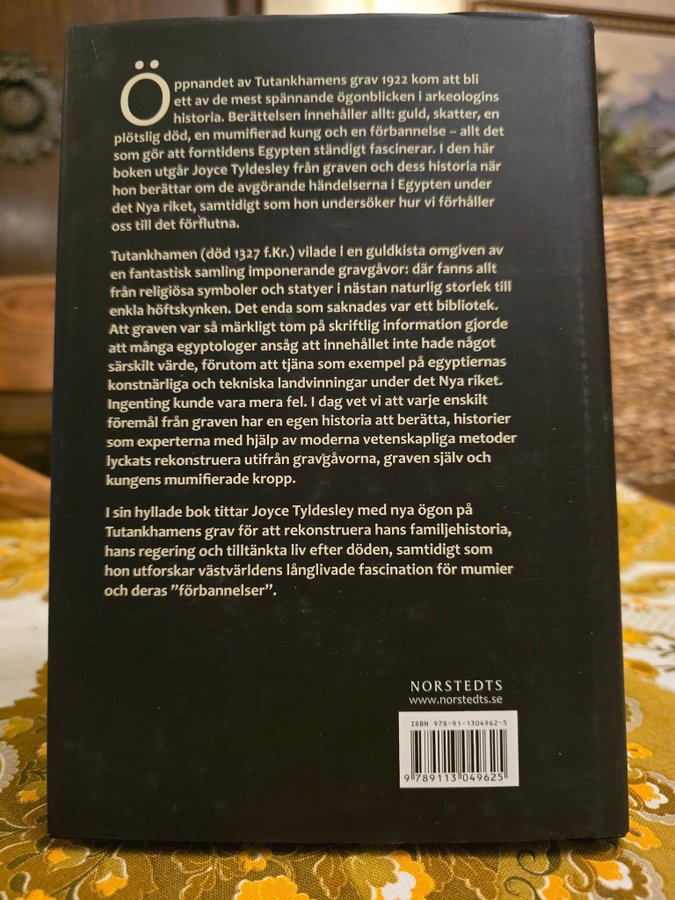 Öppnandet av Tutankhamens grav 1922 kom att bli
ett av de mest spännande ögonblicken i arkeologins
historia. Berättelsen innehåller allt: guld, skatter, en
plötslig död, en mumifierad kung och en förbannelse – allt det
som gör att forntidens Egypten ständigt fascinerar. I den här
boken utgår Joyce Tyldesley från graven och dess historia när
hon berättar om de avgörande händelserna i Egypten under
det Nya riket, samtidigt som hon undersöker hur vi förhåller
oss till det förflutna.
Tutankhamen (död 1327 f.Kr.) vilade i en guldkista omgiven av
en fantastisk samling imponerande gravgåvor: där fanns allt
från religiösa symboler och statyer i nästan naturlig storlek till
enkla höftskynken. Det enda som saknades var ett bibliotek.
Att graven var så märkligt tom på skriftlig information gjorde
att många egyptologer ansåg att innehållet inte hade något
särskilt värde, förutom att tjäna som exempel på egyptiernas
konstnärliga och tekniska landvinningar under det Nya riket.
Ingenting kunde vara mera fel. I dag vet vi att varje enskilt
föremål från graven har en egen historia att berätta, historier
som experterna med hjälp av moderna vetenskapliga metoder
lyckats rekonstruera utifrån gravgåvorna, graven själv och
kungens mumifierade kropp.
I sin hyllade bok tittar Joyce Tyldesley med nya ögon på
Tutankhamens grav för att rekonstruera hans familjehistoria,
hans regering och tilltänkta liv efter döden, samtidigt som
hon utforskar västvärldens långlivade fascination för mumier
och deras ”förbannelser”.
NORSTEDTS
www.norstedts.se
ISBN 978-91-1304962-5
9 789113 049625